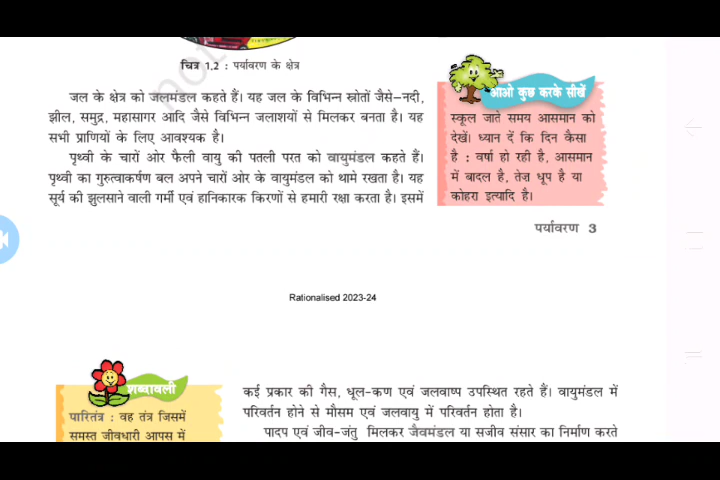 चित्र 1.2 : पर्यावरण के क्षेत्र
जल के क्षेत्र को जलमंडल कहते हैं। यह जल के विभिन्न स्रोतों जैसे–नदी,
झील, समुद्र, महासागर आदि जैसे विभिन्न जलाशयों से मिलकर बनता है। यह
सभी प्राणियों के लिए आवश्यक है।
पृथ्वी के चारों ओर फैली वायु की पतली परत को वायुमंडल कहते हैं।
पृथ्वी का गुरुत्वाकर्षण बल अपने चारों ओर के वायुमंडल को थामे रखता है। यह
सूर्य की झुलसाने वाली गर्मी एवं हानिकारक किरणों से हमारी रक्षा करता है। इसमें
आओ कुछ करके सीखें
स्कूल जाते समय आसमान को
देखें। ध्यान दें कि दिन कैसा
है : वर्षा हो रही है, आसमान
में बादल है, तेज़ धूप है या
कोहरा इत्यादि है।
पर्यावरण 3
Rationalised 2023-24
शब्दावली
पारितंत्र : वह तंत्र जिसमें
समस्त जीवधारी आपस में
कई प्रकार की गैस, धूल-कण एवं जलवाष्प उपस्थित रहते हैं। वायुमंडल में
परिवर्तन होने से मौसम एवं जलवायु में परिवर्तन होता है।
पादप एवं जीव-जंतु मिलकर जैवमंडल या सजीव संसार का निर्माण करते